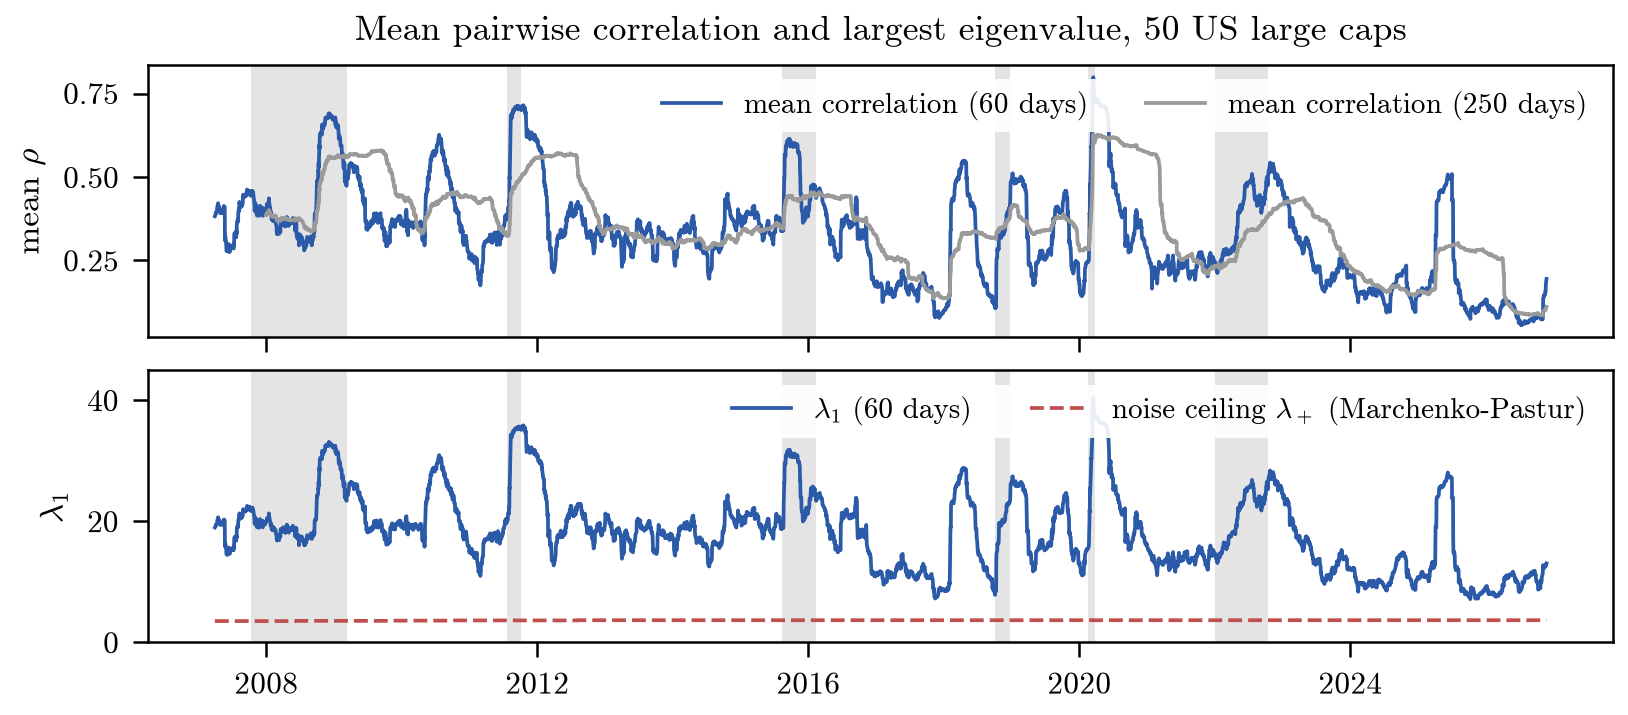 Mean pairwise correlation and largest eigenvalue, 50 US large caps
mean ρ
0.75
0.50
0.25
mean correlation (60 days)
mean correlation (250 days)
λ₁
40
20
0
λ₁ (60 days)
noise ceiling λ₊ (Marchenko-Pastur)
2008
2012
2016
2020
2024